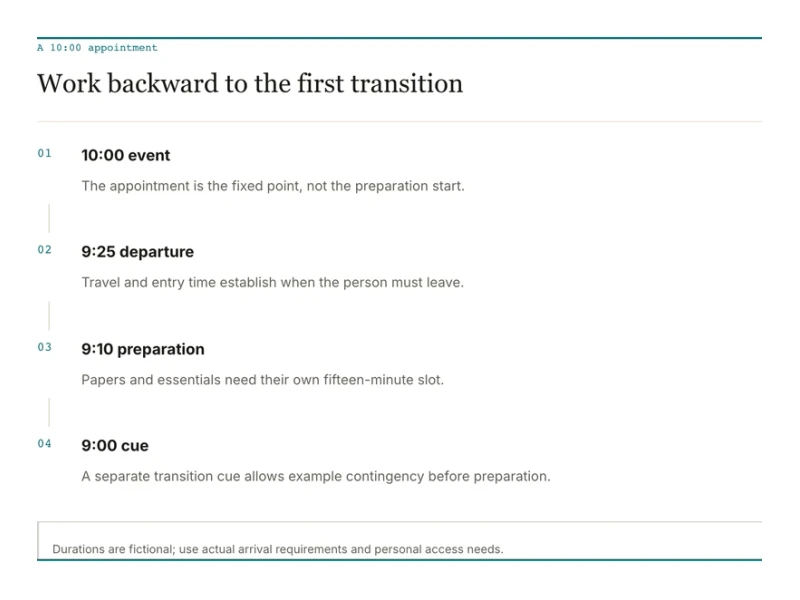 A 10:00 appointment
Work backward to the first transition
01
10:00 event
The appointment is the fixed point, not the preparation start.
02
9:25 departure
Travel and entry time establish when the person must leave.
03
9:10 preparation
Papers and essentials need their own fifteen-minute slot.
04
9:00 cue
A separate transition cue allows example contingency before preparation.
Durations are fictional; use actual arrival requirements and personal access needs.